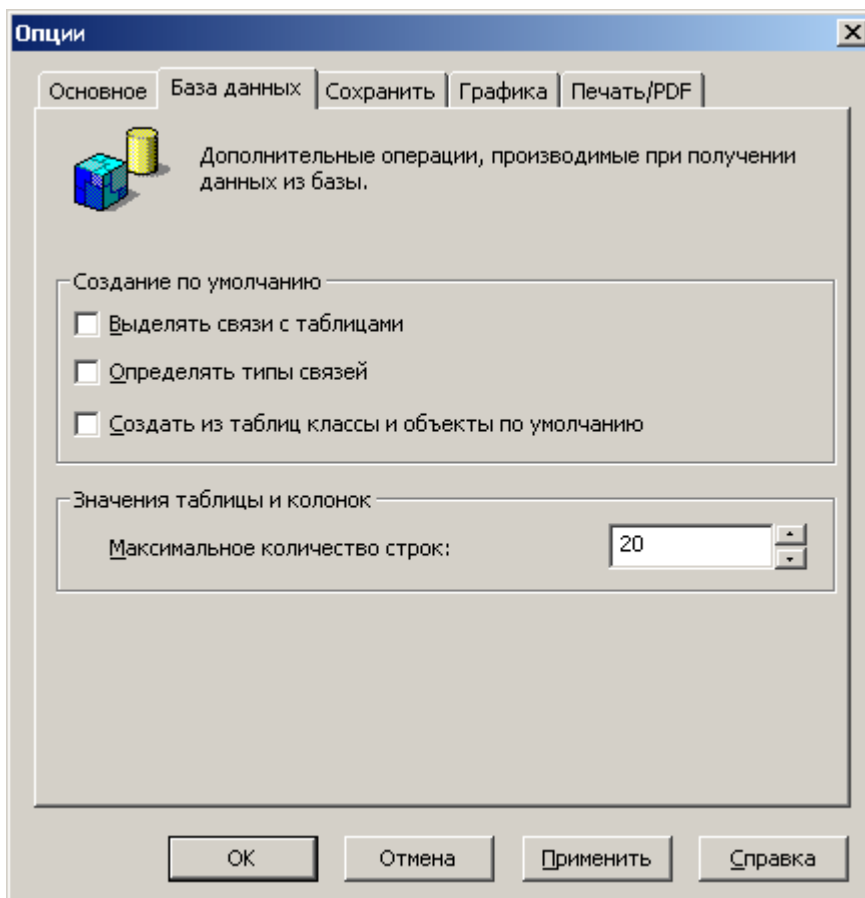 Опции
Основное
База данных
Сохранить
Графика
Печать/PDF
Дополнительные операции, производимые при получении
данных из базы.
Создание по умолчанию
Выделять связи с таблицами
Определять типы связей
Создать из таблиц классы и объекты по умолчанию
Значения таблицы и колонок
Максимальное количество строк:
20
OK
Отмена
Применить
Справка